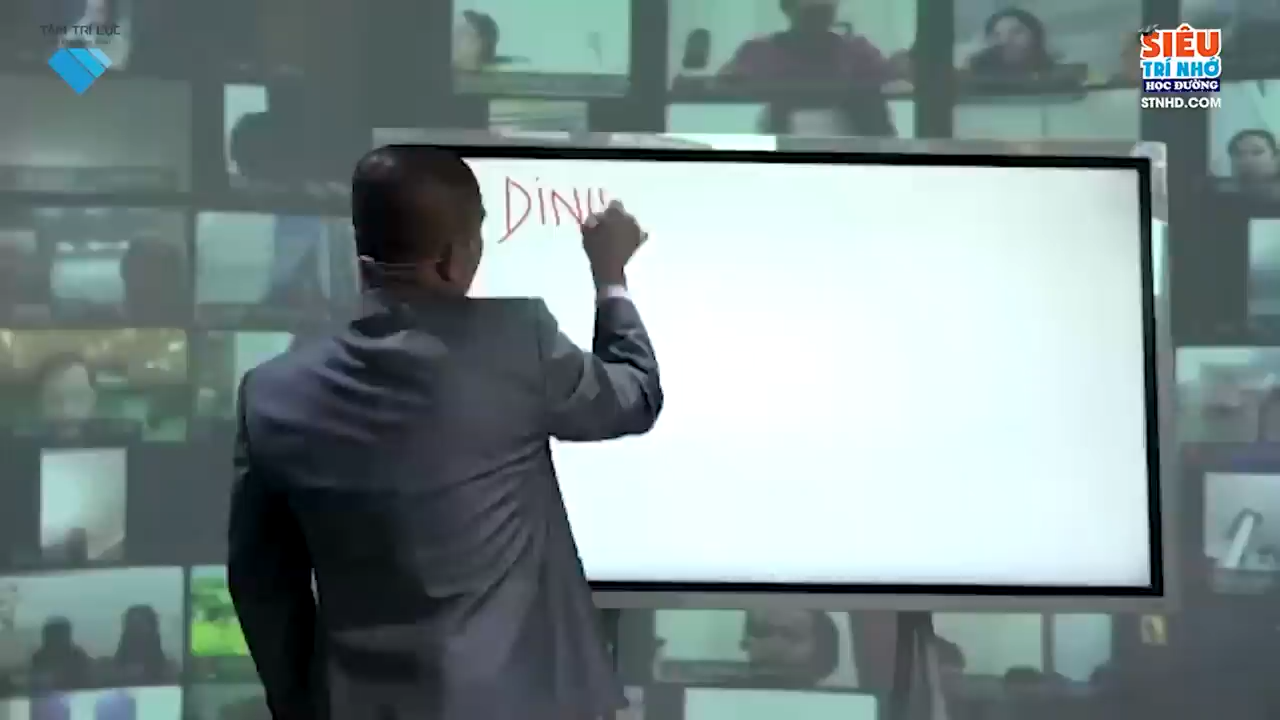 TÂM TRÍ LỰC
SIÊU
TRÍ NHỚ
HỌC ĐƯỜNG
STNHD.COM
DIN